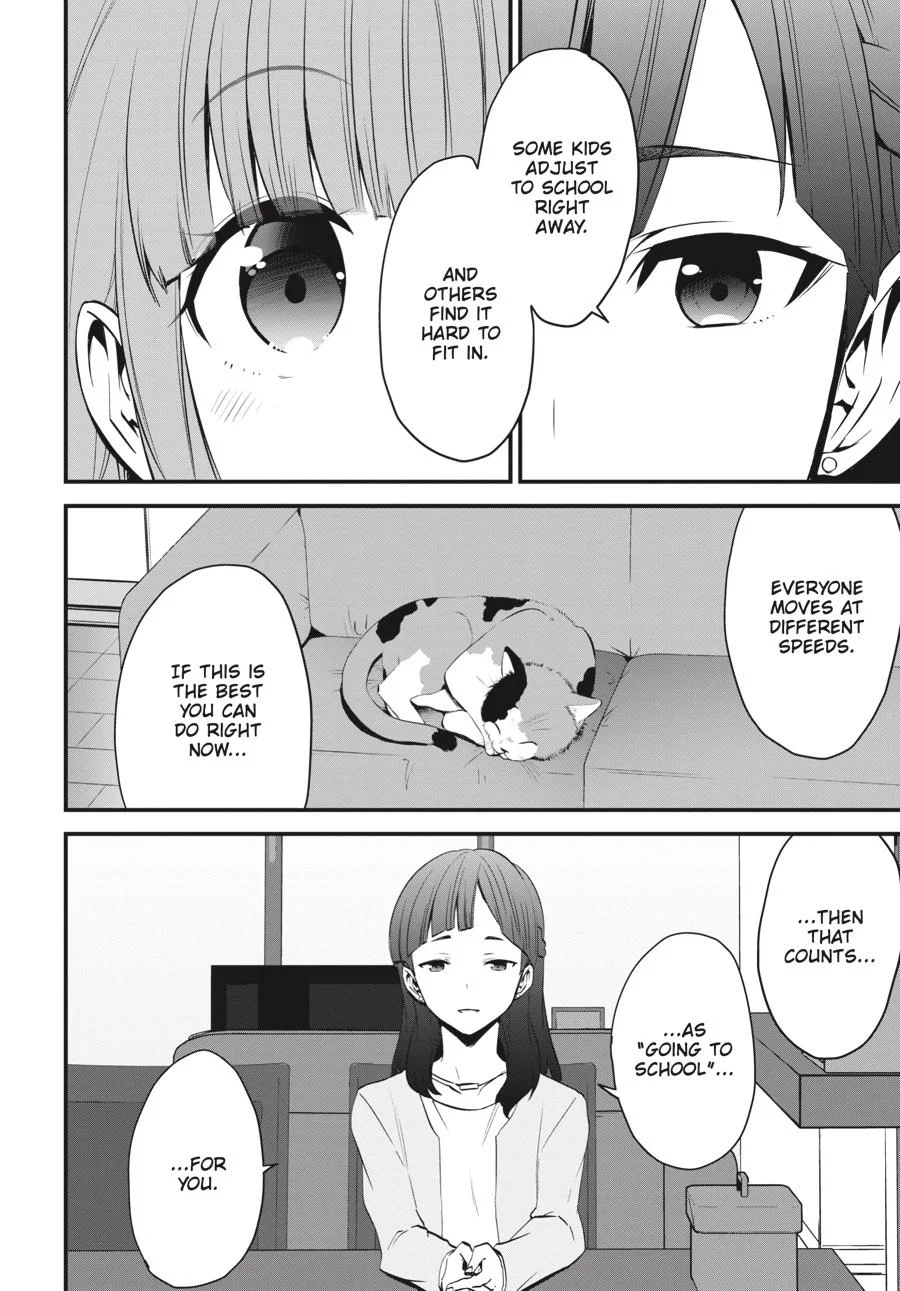 SOME KIDS
ADJUST
TO SCHOOL
RIGHT
AWAY.
AND
OTHERS
FIND IT
HARD TO
FIT IN.
EVERYONE
MOVES AT
DIFFERENT
SPEEDS.
IF THIS IS
THE BEST
YOU CAN
DO RIGHT
NOW...
...THEN
THAT
COUNTS...
...AS
"GOING TO
SCHOOL"...
...FOR
YOU.